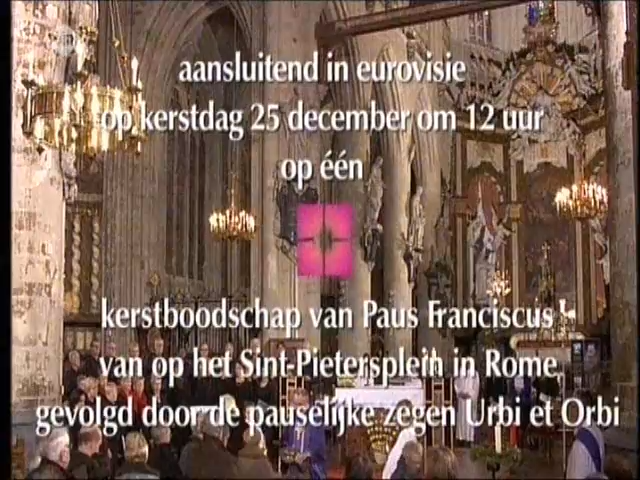 aansluitend in eurovisie
op kerstdag 25 december om 12 uur
op één
kerstboodschap van Paus Franciscus
van op het Sint-Pietersplein in Rome,
gevolgd door de pauselijke zegen Urbi et Orbi